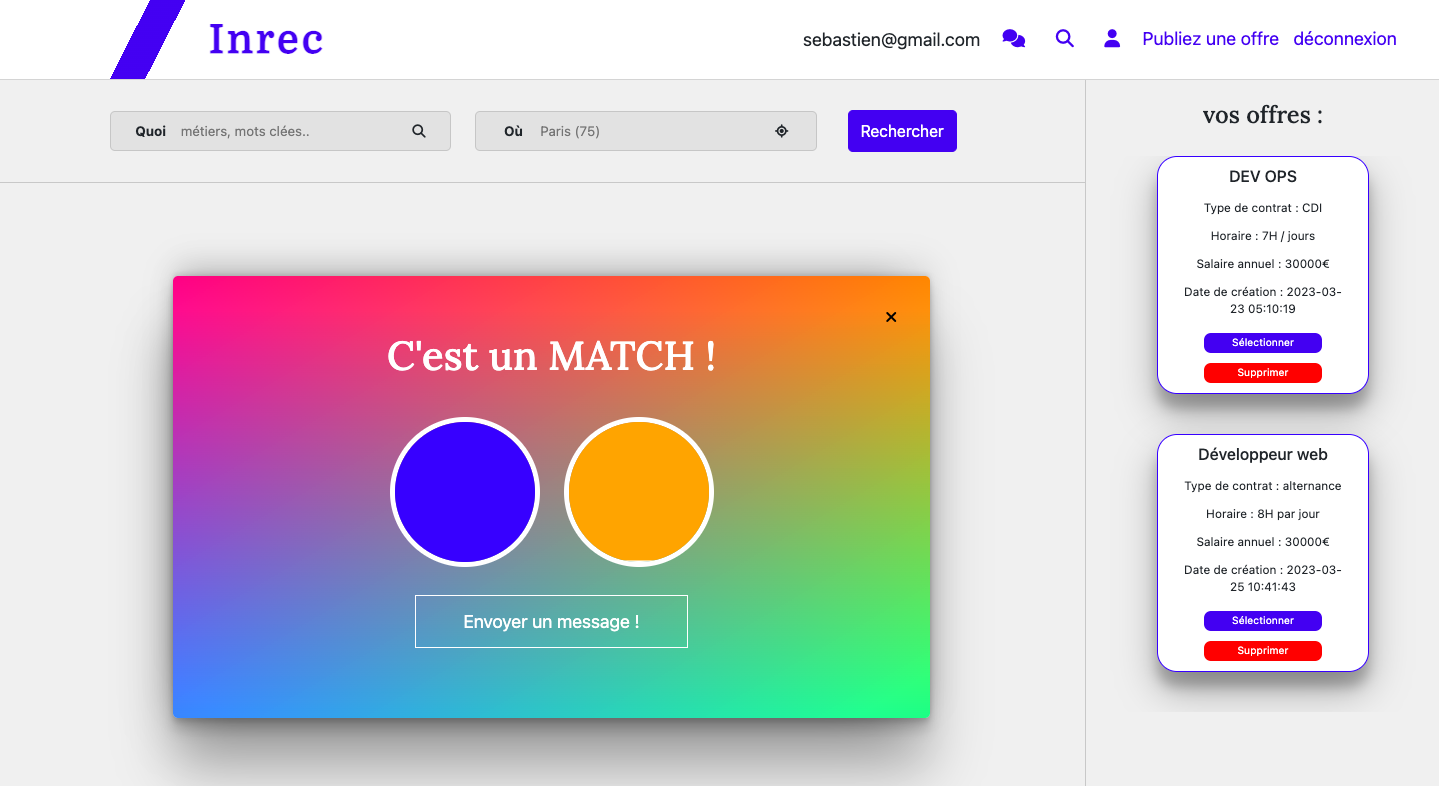 Inrec
sebastien@gmail.com
Publiez une offre
déconnexion
Quoi métiers, mots clées..
Où Paris (75)
Rechercher
C'est un MATCH !
Envoyer un message !
vos offres :
DEV OPS
Type de contrat : CDI
Horaire : 7H / jours
Salaire annuel : 30000€
Date de création : 2023-03-
23 05:10:19
Sélectionner
Supprimer
Développeur web
Type de contrat : alternance
Horaire : 8H par jour
Salaire annuel : 30000€
Date de création : 2023-03-
25 10:41:43
Sélectionner
Supprimer